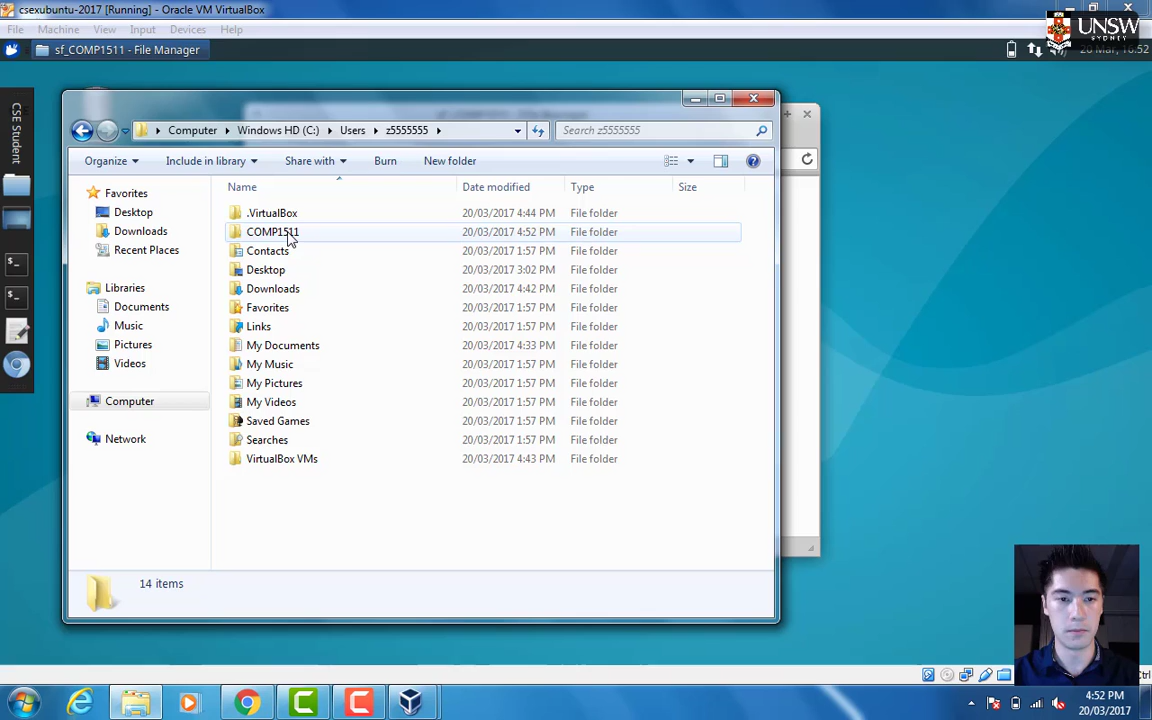 csexubuntu-2017 [Running] - Oracle VM VirtualBox
File Machine View Input Devices Help
UNSW
SYDNEY
sf_COMP1511 - File Manager
20 Mar, 16:52
CSE Student
Computer Windows HD (C:) Users z5555555
Search z5555555
Organize Include in library Share with Burn New folder
Name Date modified Type Size
Favorites
Desktop
Downloads
Recent Places
Libraries
Documents
Music
Pictures
Videos
Computer
Network
.VirtualBox 20/03/2017 4:44 PM File folder
COMP1511 20/03/2017 4:52 PM File folder
Contacts 20/03/2017 1:57 PM File folder
Desktop 20/03/2017 3:02 PM File folder
Downloads 20/03/2017 4:42 PM File folder
Favorites 20/03/2017 1:57 PM File folder
Links 20/03/2017 1:57 PM File folder
My Documents 20/03/2017 4:33 PM File folder
My Music 20/03/2017 1:57 PM File folder
My Pictures 20/03/2017 1:57 PM File folder
My Videos 20/03/2017 1:57 PM File folder
Saved Games 20/03/2017 1:57 PM File folder
Searches 20/03/2017 1:57 PM File folder
VirtualBox VMs 20/03/2017 4:43 PM File folder
14 items
Ctrl
4:52 PM
20/03/2017